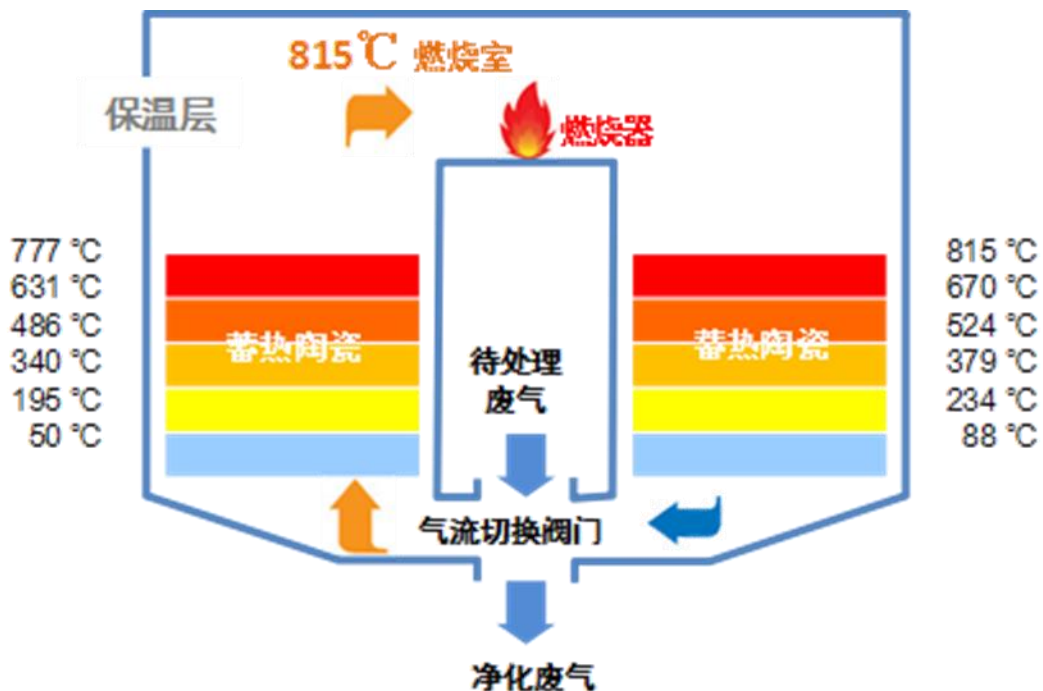 815℃ 燃烧室
保温层
燃烧器
777 ℃
631 ℃
486 ℃
340 ℃
195 ℃
50 ℃
蓄热陶瓷
待处理
废气
蓄热陶瓷
815 ℃
670 ℃
524 ℃
379 ℃
234 ℃
88 ℃
气流切换阀门
净化废气